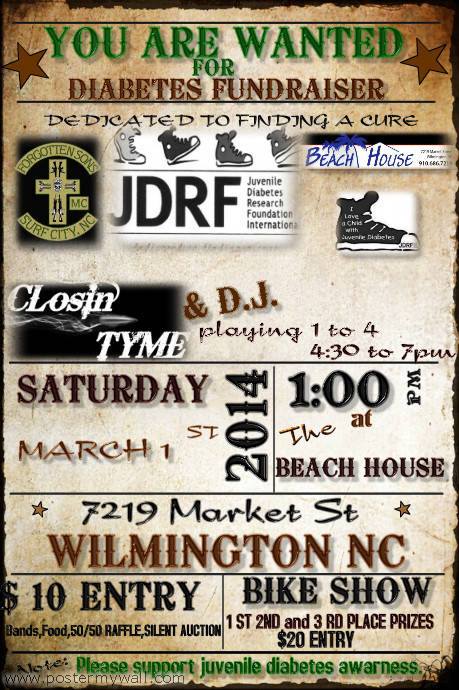 YOU ARE WANTED
FOR
DIABETES FUNDRAISER
DEDICATED TO FINDING A CURE
FORGOTTEN SONS
MC
SURF CITY, NC
JDRF
Juvenile
Diabetes
Research
Foundation
International
BEACH HOUSE
7219 Market Street
Wilmington
I Love
a Child
with
Juvenile Diabetes
JDRF
CLosin
TYME
& D.J.
playing 1 to 4
4:30 to 7pm
SATURDAY
MARCH 1 ST
2014
1:00 PM
The at
BEACH HOUSE
7219 Market St
WILMINGTON NC
$ 10 ENTRY
Bands,Food,50/50 RAFFLE,SILENT AUCTION
BIKE SHOW
1 ST 2ND and 3 RD PLACE PRIZES
$20 ENTRY
Note: Please support juvenile diabetes awarness.
www.postermywall.com